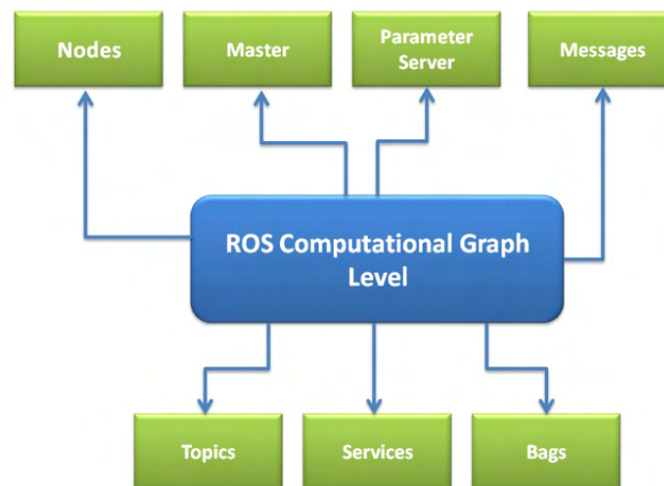 Nodes
Master
Parameter
Server
Messages
ROS Computational Graph
Level
Topics
Services
Bags